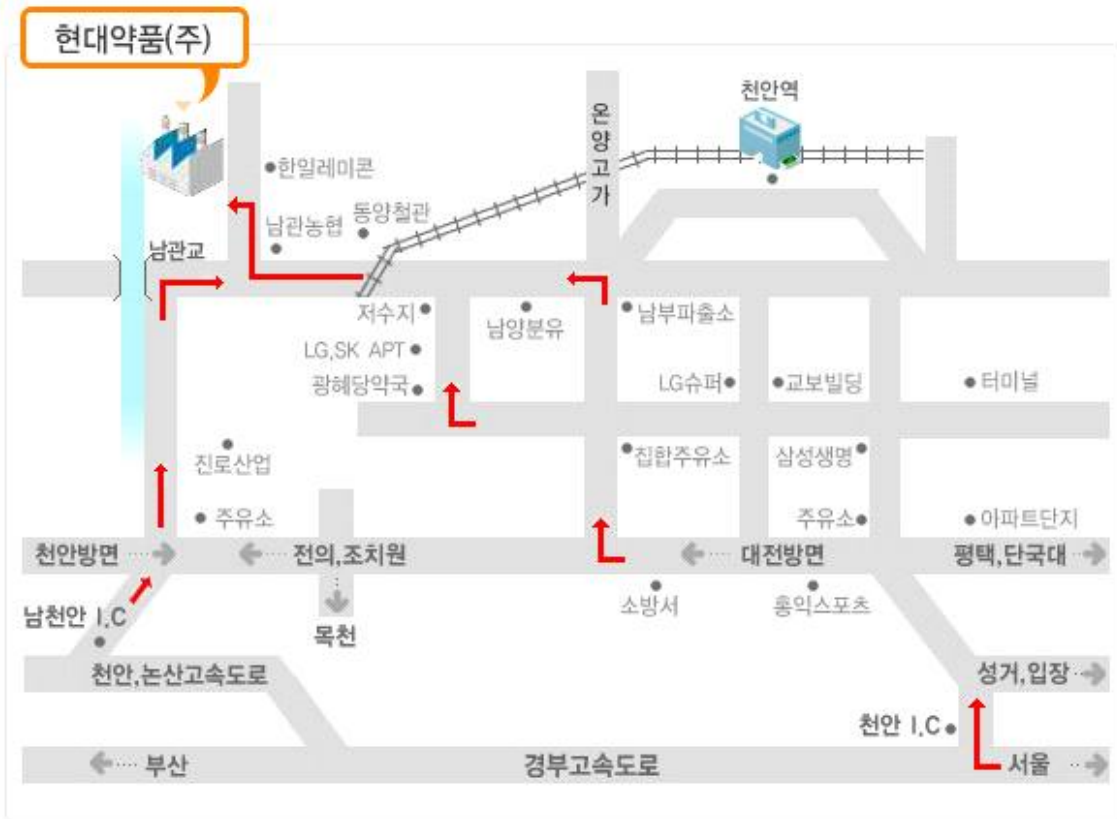 현대약품(주)
천안역
온양고가
한일레미콘
동양철관
남관농협
남관교
저수지
남양분유
남부파출소
LG,SK APT
광혜당약국
LG슈퍼
교보빌딩
터미널
진로산업
집합주유소
삼성생명
주유소
주유소
아파트단지
천안방면
전의,조치원
대전방면
평택,단국대
소방서
홍익스포츠
남천안 I.C
목천
천안,논산고속도로
성거,입장
천안 I.C
부산
경부고속도로
서울